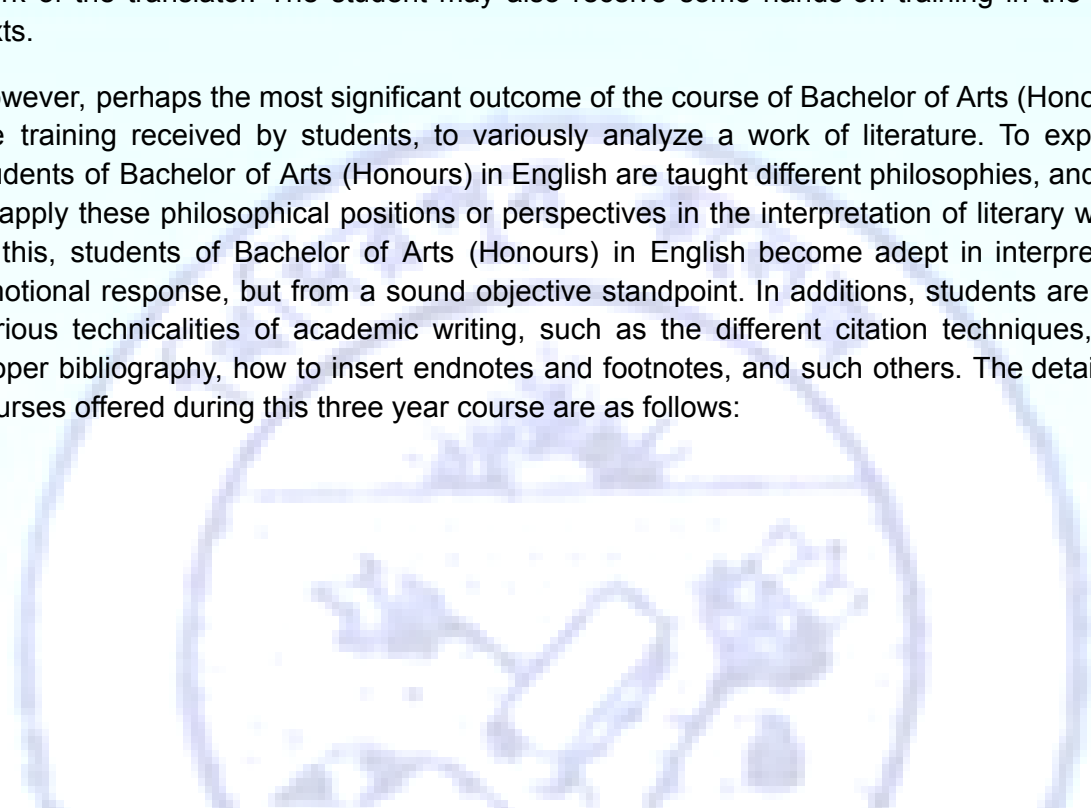 of the translator. The student may also receive some hands on training in the
xts.
owever, perhaps the most significant outcome of the course of Bachelor of Arts (Hono
e training received by students, to variously analyze a work of literature. To exp
udents of Bachelor of Arts (Honours) in English are taught different philosophies, and
apply these philosophical positions or perspectives in the interpretation of literary w
this, students of Bachelor of Arts (Honours) in English become adept in interpre
notional response, but from a sound objective standpoint. In additions, students are
rious technicalities of academic writing, such as the different citation techniques,
oper bibliography, how to insert endnotes and footnotes, and such others. The detai
urses offered during this three year course are as follows: